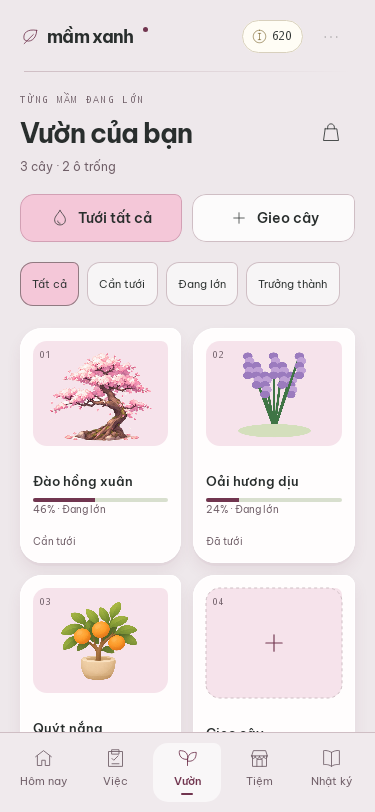 mầm xanh
620
TỪNG MẦM ĐANG LỚN
Vườn của bạn
3 cây · 2 ô trống
Tưới tất cả
Gieo cây
Tất cả
Cần tưới
Đang lớn
Trưởng thành
01
02
Đào hồng xuân
Oải hương dịu
46% · Đang lớn
24% · Đang lớn
Cần tưới
Đã tưới
03
04
Quýt nắng
Gieo cây
Hôm nay
Việc
Vườn
Tiệm
Nhật ký